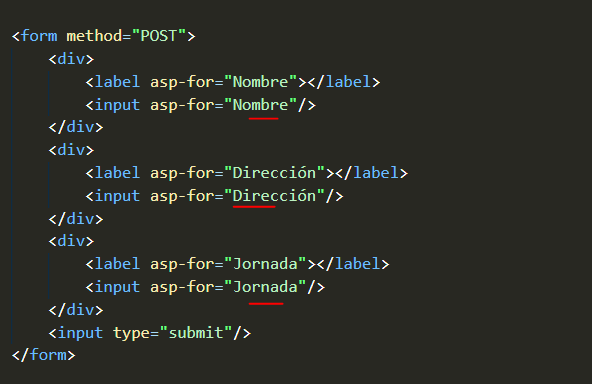 <form method="POST">
<div>
<label asp-for="Nombre"></label>
<input asp-for="Nombre"/>
</div>
<div>
<label asp-for="Dirección"></label>
<input asp-for="Dirección"/>
</div>
<div>
<label asp-for="Jornada"></label>
<input asp-for="Jornada"/>
</div>
<input type="submit"/>
</form>